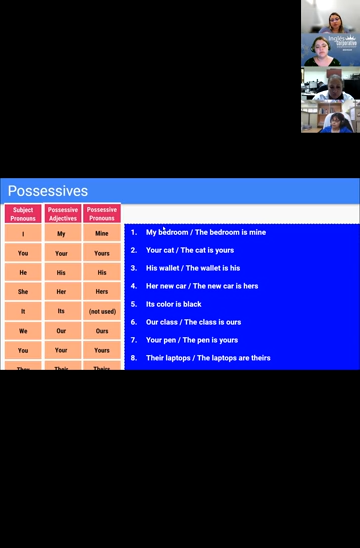 Possessives
Subject Pronouns Possessive Adjectives Possessive Pronouns
I My Mine
You Your Yours
He His His
She Her Hers
It Its (not used)
We Our Ours
You Your Yours
They Their Theirs
1. My bedroom / The bedroom is mine
2. Your cat / The cat is yours
3. His wallet / The wallet is his
4. Her new car / The new car is hers
5. Its color is black
6. Our class / The class is ours
7. Your pen / The pen is yours
8. Their laptops / The laptops are theirs